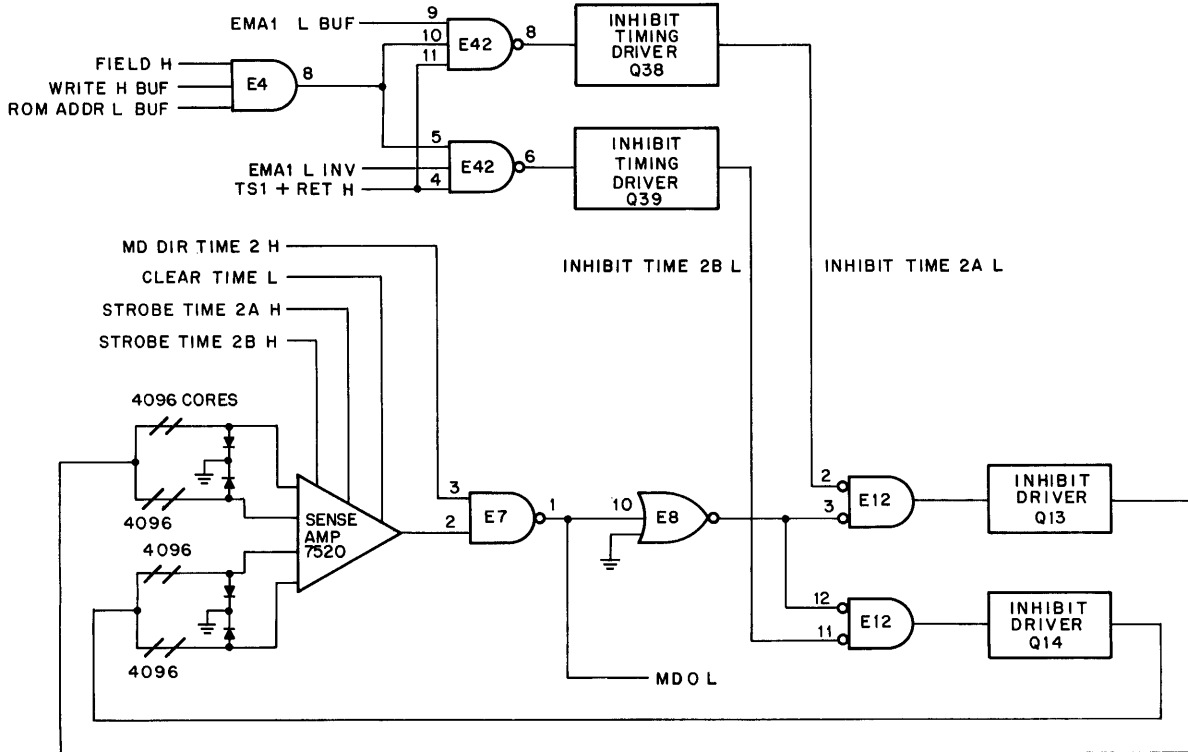 EMA1 L BUF
9
10
11
E42
8
INHIBIT
TIMING
DRIVER
Q38
FIELD H
WRITE H BUF
ROM ADDR L BUF
E4
8
5
4
E42
6
EMA1 L INV
TS1 + RET H
INHIBIT
TIMING
DRIVER
Q39
MD DIR TIME 2 H
CLEAR TIME L
STROBE TIME 2A H
STROBE TIME 2B H
INHIBIT TIME 2B L
INHIBIT TIME 2A L
4096 CORES
4096
4096
4096
SENSE
AMP
7520
3
2
E7
1
10
E8
2
3
E12
INHIBIT
DRIVER
Q13
12
11
E12
INHIBIT
DRIVER
Q14
MDO L